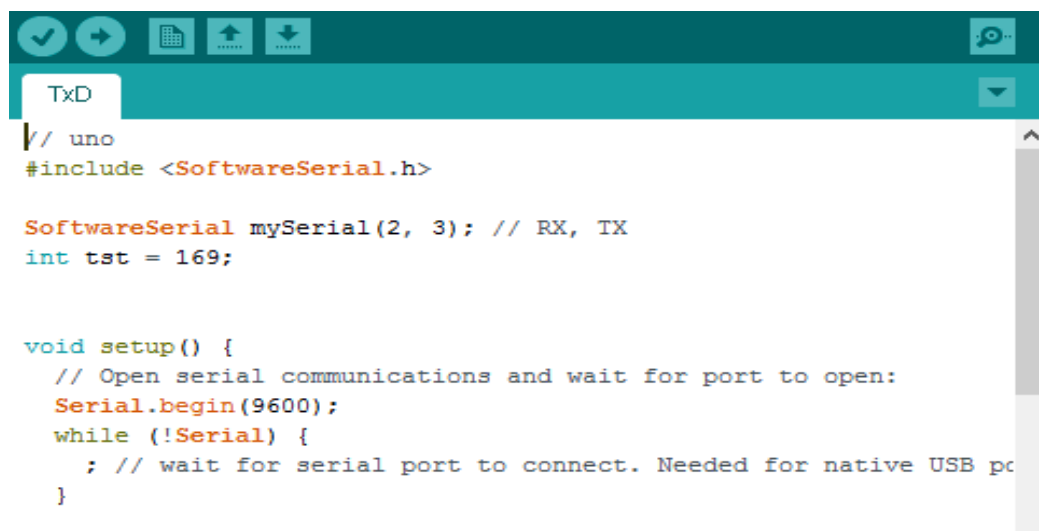 TxD
// uno
#include <SoftwareSerial.h>
SoftwareSerial mySerial(2, 3); // RX, TX
int tst = 169;
void setup() {
// Open serial communications and wait for port to open:
Serial.begin(9600);
while (!Serial) {
; // wait for serial port to connect. Needed for native USB
}